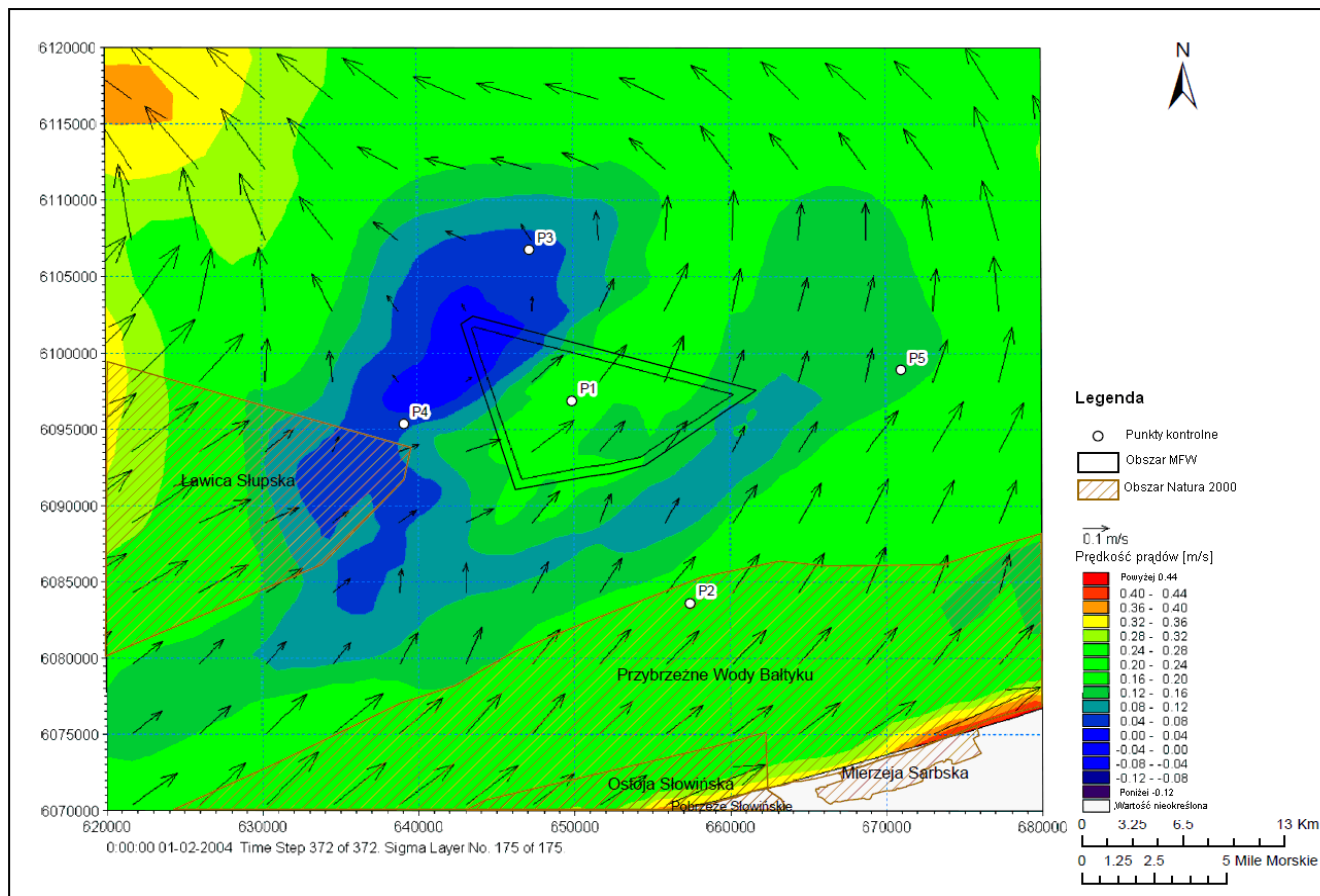 6120000
6115000
6110000
6105000
6100000
6095000
6090000
6085000
6080000
6075000
6070000
620000
630000
640000
650000
660000
670000
680000
P3
P5
P1
P4
P2
Ławica Słupska
Przybrzeżne Wody Bałtyku
Ostoja Słowińska
Mierzeja Sarbska
Pobrzeże Słowińskie
0:00:00 01-02-2004 Time Step 372 of 372. Sigma Layer No. 175 of 175.
N
Legenda
Punkty kontrolne
Obszar MFW
Obszar Natura 2000
0.1 m/s
Prędkość prądów [m/s]
Powyżej 0.44
0.40 - 0.44
0.36 - 0.40
0.32 - 0.36
0.28 - 0.32
0.24 - 0.28
0.20 - 0.24
0.16 - 0.20
0.12 - 0.16
0.08 - 0.12
0.04 - 0.08
0.00 - 0.04
-0.04 - 0.00
-0.08 - -0.04
-0.12 - -0.08
Poniżej -0.12
Wartość nieokreślona
0 3.25 6.5 13 Km
0 1.25 2.5 5 Mile Morskie